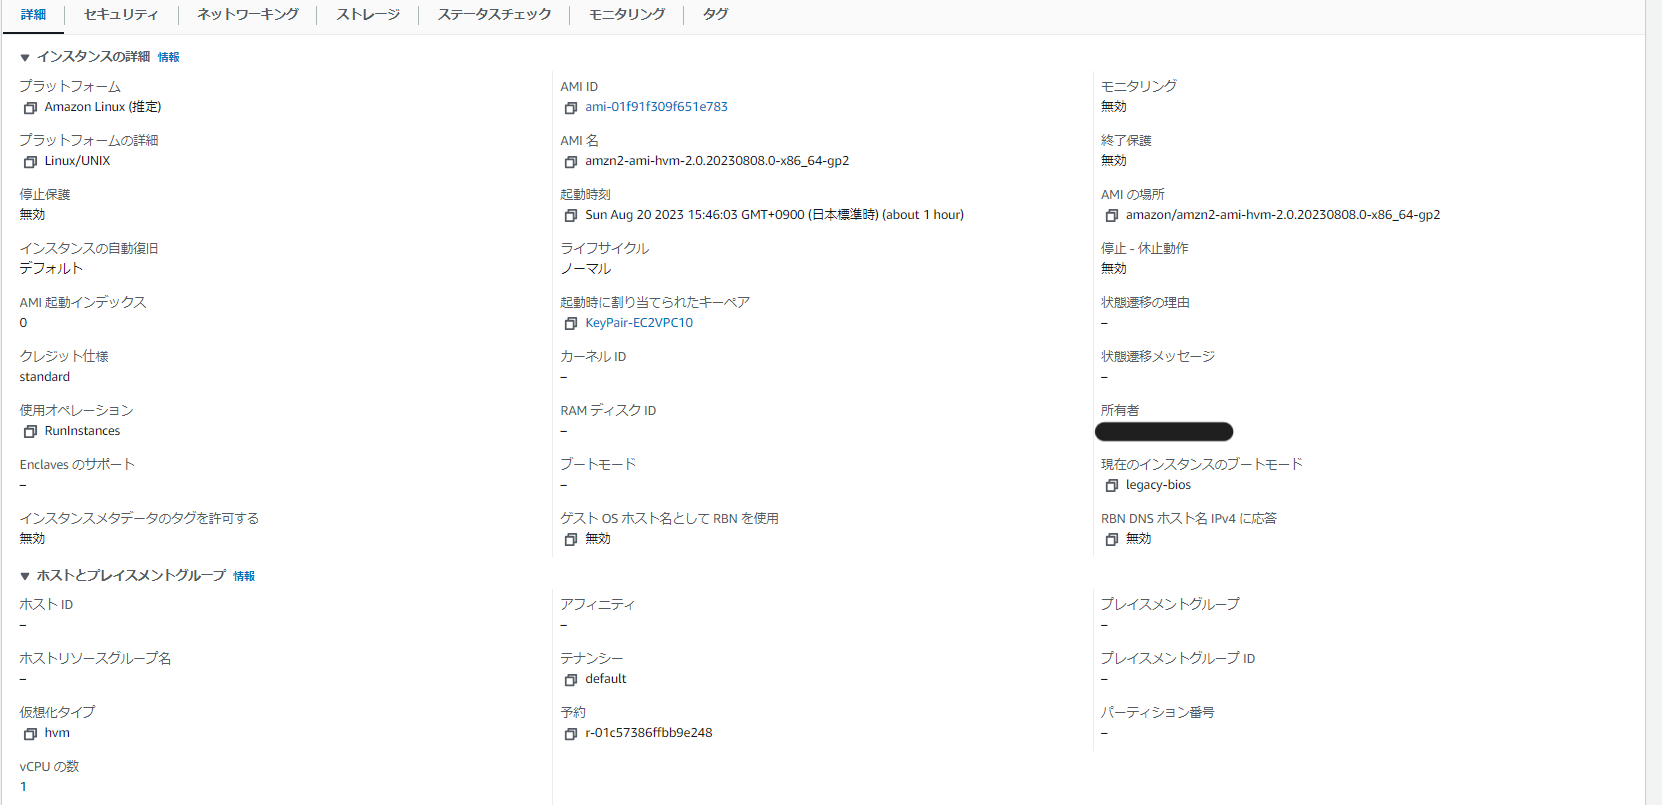 詳細 セキュリティ ネットワーキング ストレージ ステータスチェック モニタリング タグ
▼ インスタンスの詳細 情報
プラットフォーム
Amazon Linux (推定)
AMI ID
ami-01f91f309f651e783
モニタリング
無効
プラットフォームの詳細
Linux/UNIX
AMI 名
amzn2-ami-hvm-2.0.20230808.0-x86_64-gp2
終了保護
無効
停止保護
無効
起動時刻
Sun Aug 20 2023 15:46:03 GMT+0900 (日本標準時) (about 1 hour)
AMI の場所
amazon/amzn2-ami-hvm-2.0.20230808.0-x86_64-gp2
インスタンスの自動復旧
デフォルト
ライフサイクル
ノーマル
停止 - 休止動作
無効
AMI 起動インデックス
0
起動時に割り当てられたキーペア
KeyPair-EC2VPC10
状態遷移の理由
–
クレジット仕様
standard
カーネル ID
–
状態遷移メッセージ
–
使用オペレーション
RunInstances
RAM ディスク ID
–
所有者
Enclaves のサポート
–
ブートモード
–
現在のインスタンスのブートモード
legacy-bios
インスタンスメタデータのタグを許可する
無効
ゲスト OS ホスト名として RBN を使用
無効
RBN DNS ホスト名 IPv4 に応答
無効
▼ ホストとプレイスメントグループ 情報
ホスト ID
–
アフィニティ
–
プレイスメントグループ
–
ホストリソースグループ名
–
テナンシー
default
プレイスメントグループ ID
–
仮想化タイプ
hvm
予約
r-01c57386ffbb9e248
パーティション番号
–
vCPU の数
1